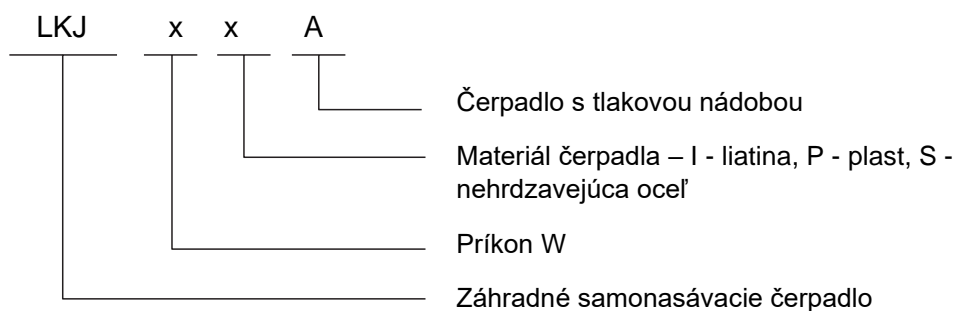 LKJ x x A
Čerpadlo s tlakovou nádobou
Materiál čerpadla – I - liatina, P - plast, S -
nehrdzavejúca oceľ
Príkon W
Záhradné samonasávacie čerpadlo